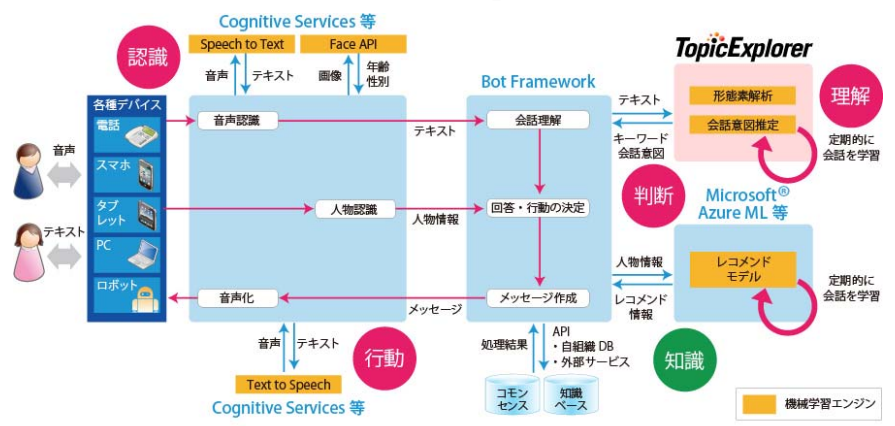 Cognitive Services 等
Speech to Text
Face API
認識
音声
テキスト
画像
年齢
性別
各種デバイス
電話
スマホ
タブ
レット
PC
ロボット
音声
テキスト
音声認識
人物認識
音声化
テキスト
人物情報
メッセージ
音声
テキスト
行動
Text to Speech
Cognitive Services 等
Bot Framework
会話理解
回答・行動の決定
メッセージ作成
判断
テキスト
キーワード
会話意図
TopicExplorer
形態素解析
会話意図推定
理解
定期的に
会話を学習
Microsoft®
Azure ML 等
人物情報
レコメンド
情報
レコメンド
モデル
定期的に
会話を学習
知識
処理結果
API
・自組織 DB
・外部サービス
コモン
センス
知識
ベース
機械学習エンジン